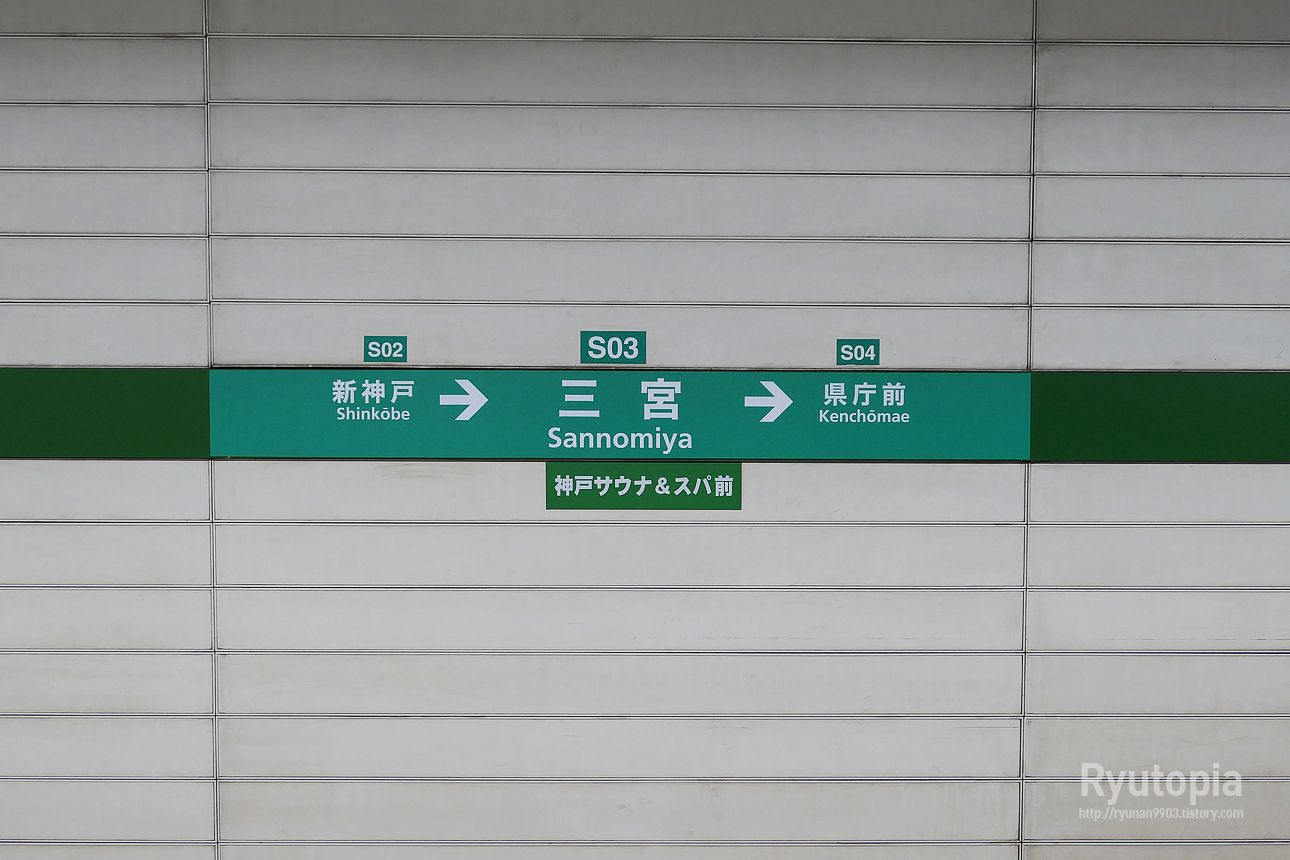 S02
新神戸
Shinkōbe
S03
三宮
Sannomiya
神戸サウナ&スパ前
S04
県庁前
Kenchōmae
Ryutopia
http://ryunan9903.tistory.com